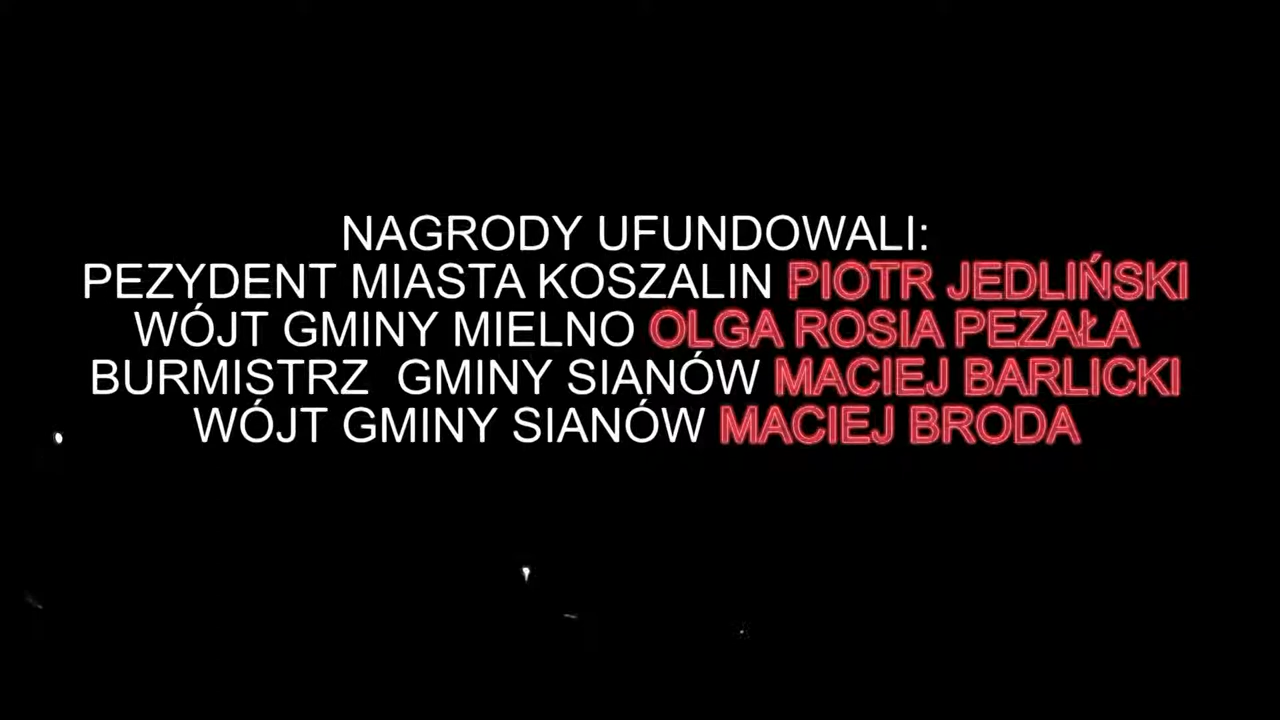 NAGRODY UFUNDOWALI:
PEZYDENT MIASTA KOSZALIN PIOTR JEDLIŃSKI
WÓJT GMINY MIELNO OLGA ROSIA PEZAŁA
BURMISTRZ  GMINY SIANÓW MACIEJ BARLICKI
WÓJT GMINY SIANÓW MACIEJ BRODA